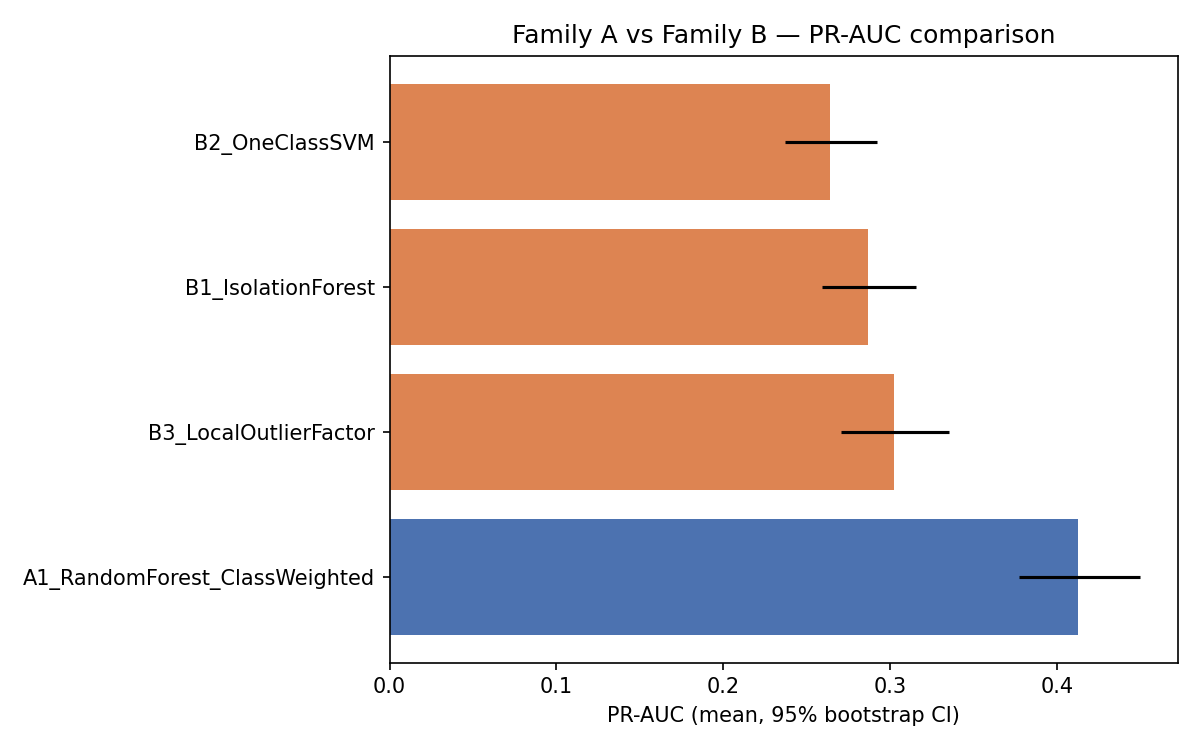 Family A vs Family B — PR-AUC comparison
B2_OneClassSVM
B1_IsolationForest
B3_LocalOutlierFactor
A1_RandomForest_ClassWeighted
0.0 0.1 0.2 0.3 0.4
PR-AUC (mean, 95% bootstrap CI)